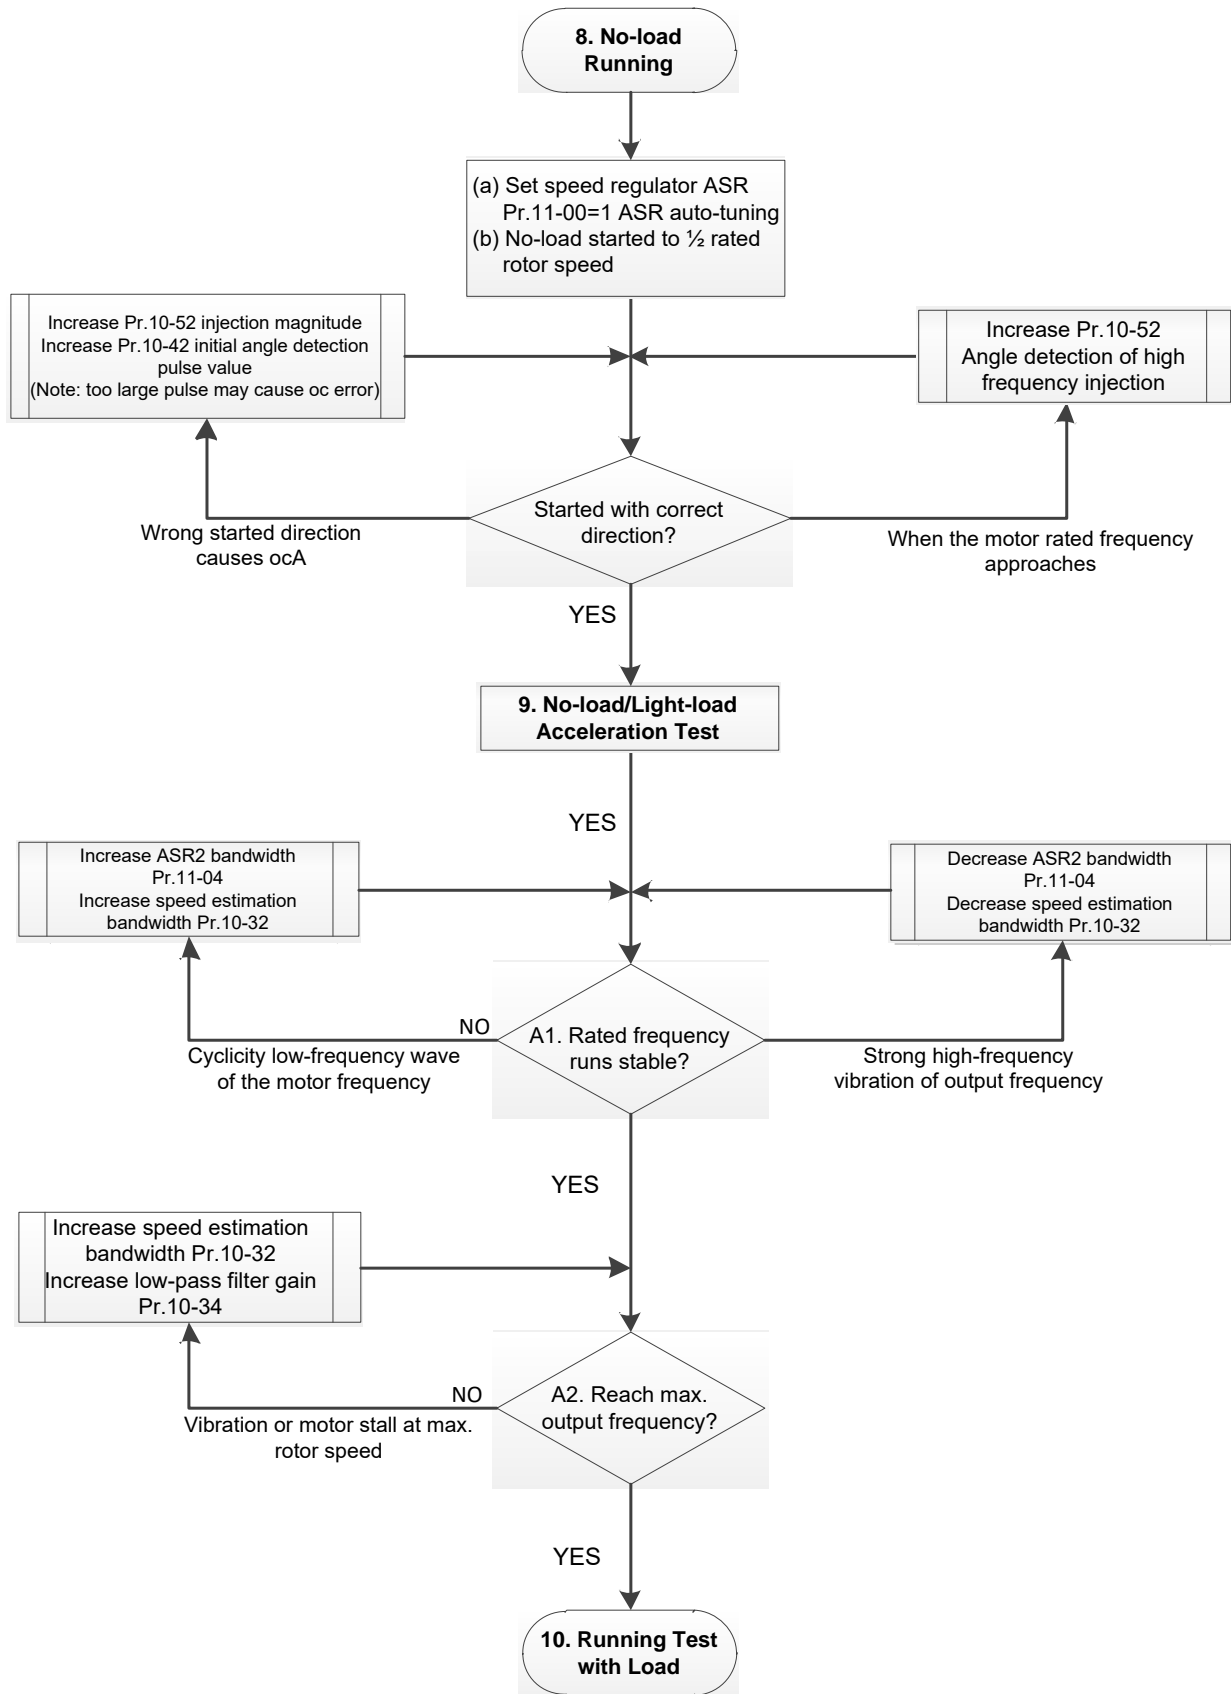 8. No-load
Running
(a) Set speed regulator ASR
Pr.11-00=1 ASR auto-tuning
(b) No-load started to ½ rated
rotor speed
Increase Pr.10-52 injection magnitude
Increase Pr.10-42 initial angle detection
pulse value
(Note: too large pulse may cause oc error)
Increase Pr.10-52
Angle detection of high
frequency injection
Started with correct
direction?
Wrong started direction
causes ocA
When the motor rated frequency
approaches
YES
9. No-load/Light-load
Acceleration Test
YES
Increase ASR2 bandwidth
Pr.11-04
Increase speed estimation
bandwidth Pr.10-32
Decrease ASR2 bandwidth
Pr.11-04
Decrease speed estimation
bandwidth Pr.10-32
NO
A1. Rated frequency
runs stable?
Cyclicity low-frequency wave
of the motor frequency
Strong high-frequency
vibration of output frequency
YES
Increase speed estimation
bandwidth Pr.10-32
Increase low-pass filter gain
Pr.10-34
NO
A2. Reach max.
output frequency?
Vibration or motor stall at max.
rotor speed
YES
10. Running Test
with Load